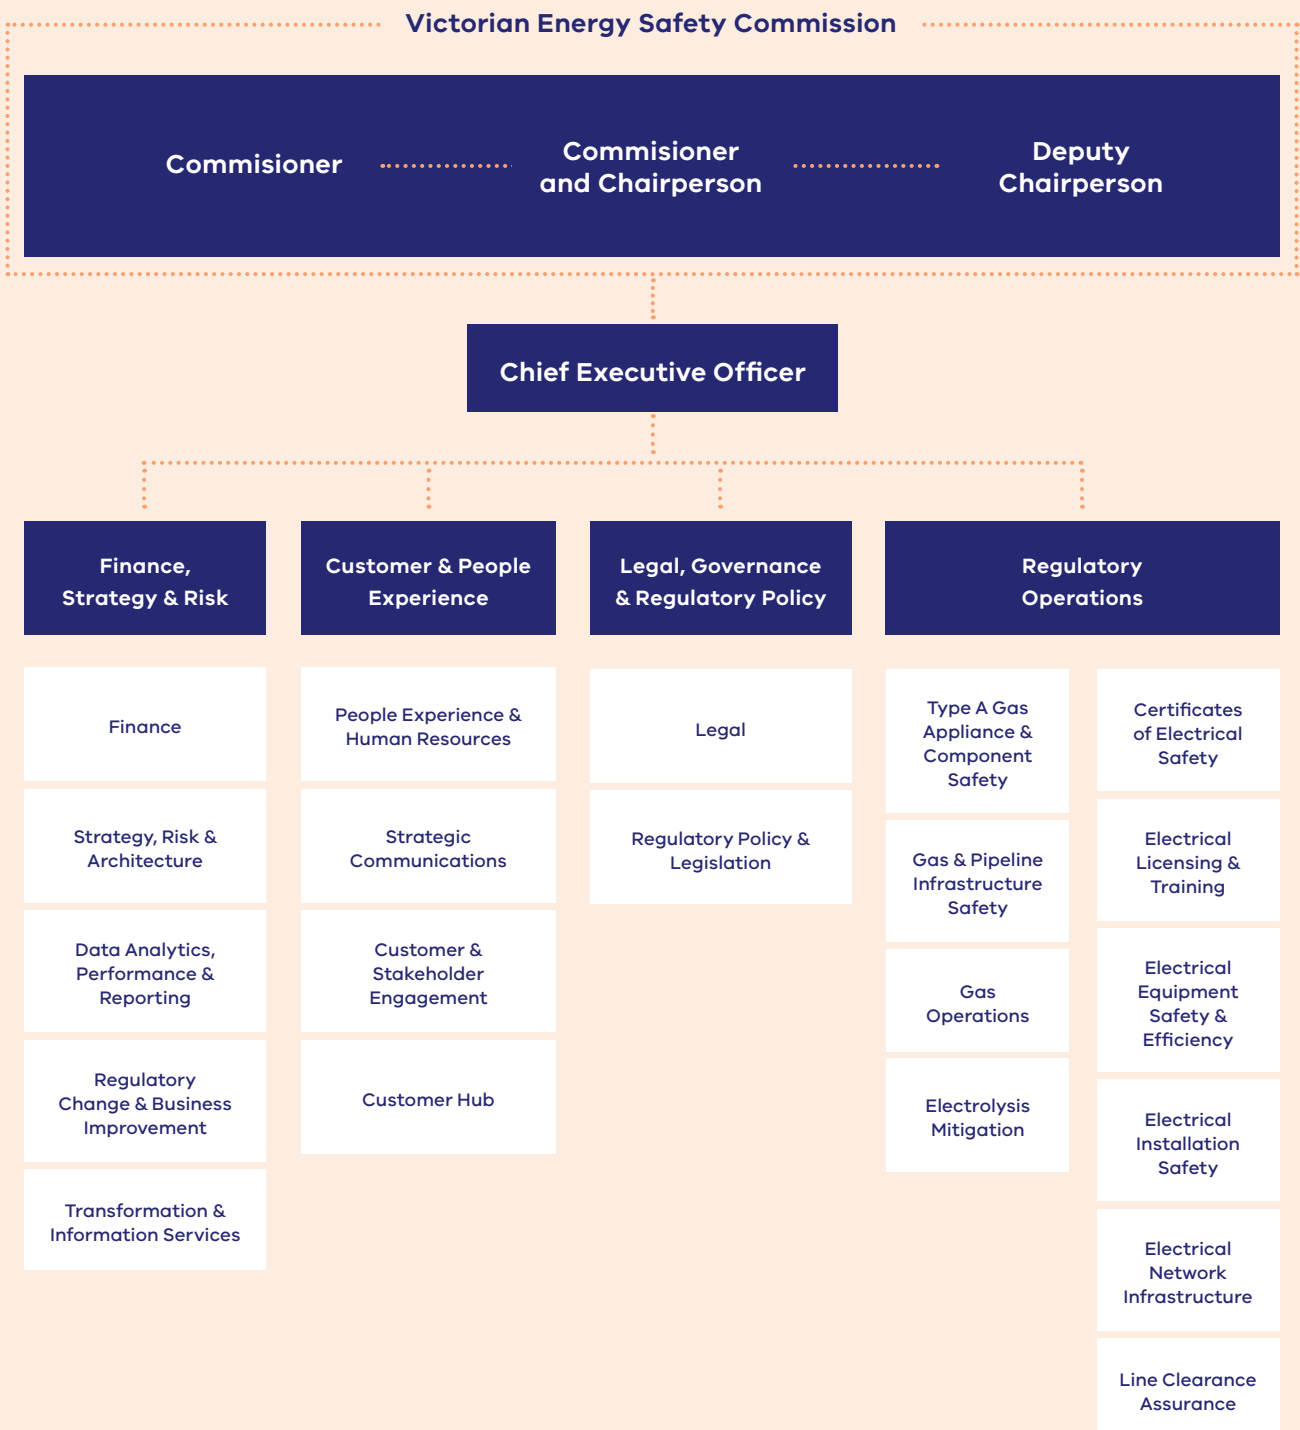 Victorian Energy Safety Commission
Commisioner
Commisioner
and Chairperson
Deputy
Chairperson
Chief Executive Officer
Finance,
Strategy & Risk
Customer & People
Experience
Legal, Governance
& Regulatory Policy
Regulatory
Operations
Finance
Strategy, Risk &
Architecture
Data Analytics,
Performance &
Reporting
Regulatory
Change & Business
Improvement
Transformation &
Information Services
People Experience &
Human Resources
Strategic
Communications
Customer &
Stakeholder
Engagement
Customer Hub
Legal
Regulatory Policy &
Legislation
Type A Gas
Appliance &
Component
Safety
Gas & Pipeline
Infrastructure
Safety
Gas
Operations
Electrolysis
Mitigation
Certificates
of Electrical
Safety
Electrical
Licensing &
Training
Electrical
Equipment
Safety &
Efficiency
Electrical
Installation
Safety
Electrical
Network
Infrastructure
Line Clearance
Assurance